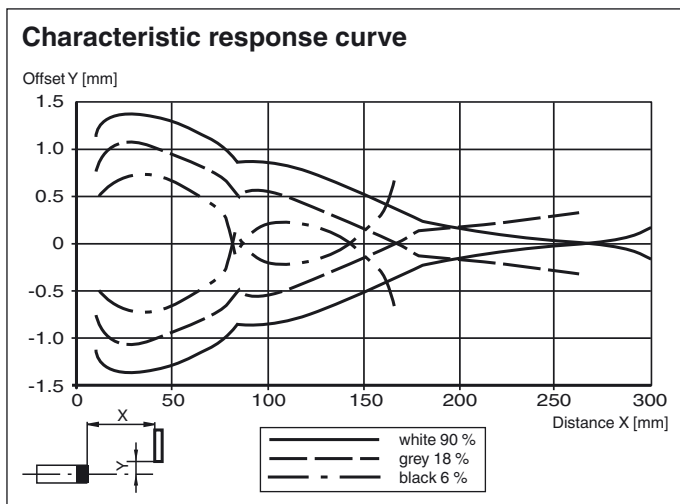 Characteristic response curve
Offset Y [mm]
1.5
1.0
0.5
0
-0.5
-1.0
-1.5
0 50 100 150 200 250 300
Distance X [mm]
X
Y
white 90 %
grey 18 %
black 6 %